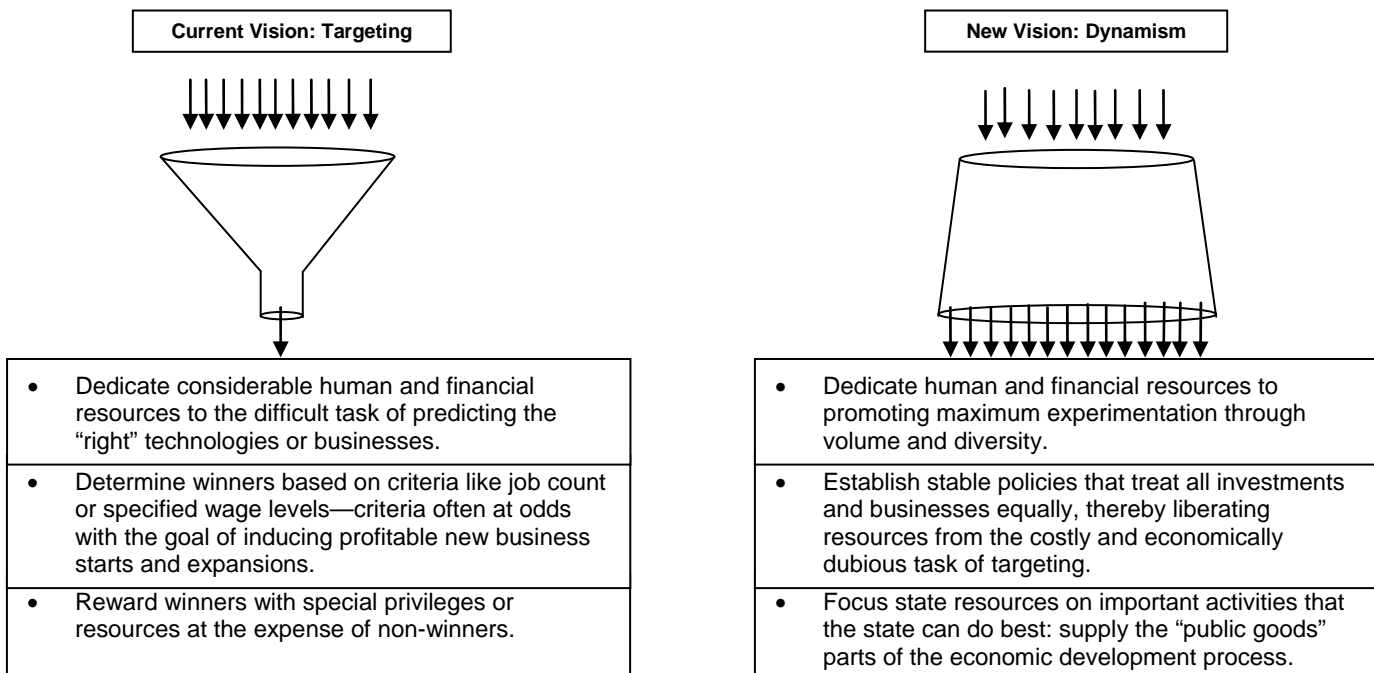 Current Vision: Targeting
• Dedicate considerable human and financial
resources to the difficult task of predicting the
“right” technologies or businesses.
• Determine winners based on criteria like job count
or specified wage levels—criteria often at odds
with the goal of inducing profitable new business
starts and expansions.
• Reward winners with special privileges or
resources at the expense of non-winners.
New Vision: Dynamism
• Dedicate human and financial resources to
promoting maximum experimentation through
volume and diversity.
• Establish stable policies that treat all investments
and businesses equally, thereby liberating
resources from the costly and economically
dubious task of targeting.
• Focus state resources on important activities that
the state can do best: supply the “public goods”
parts of the economic development process.